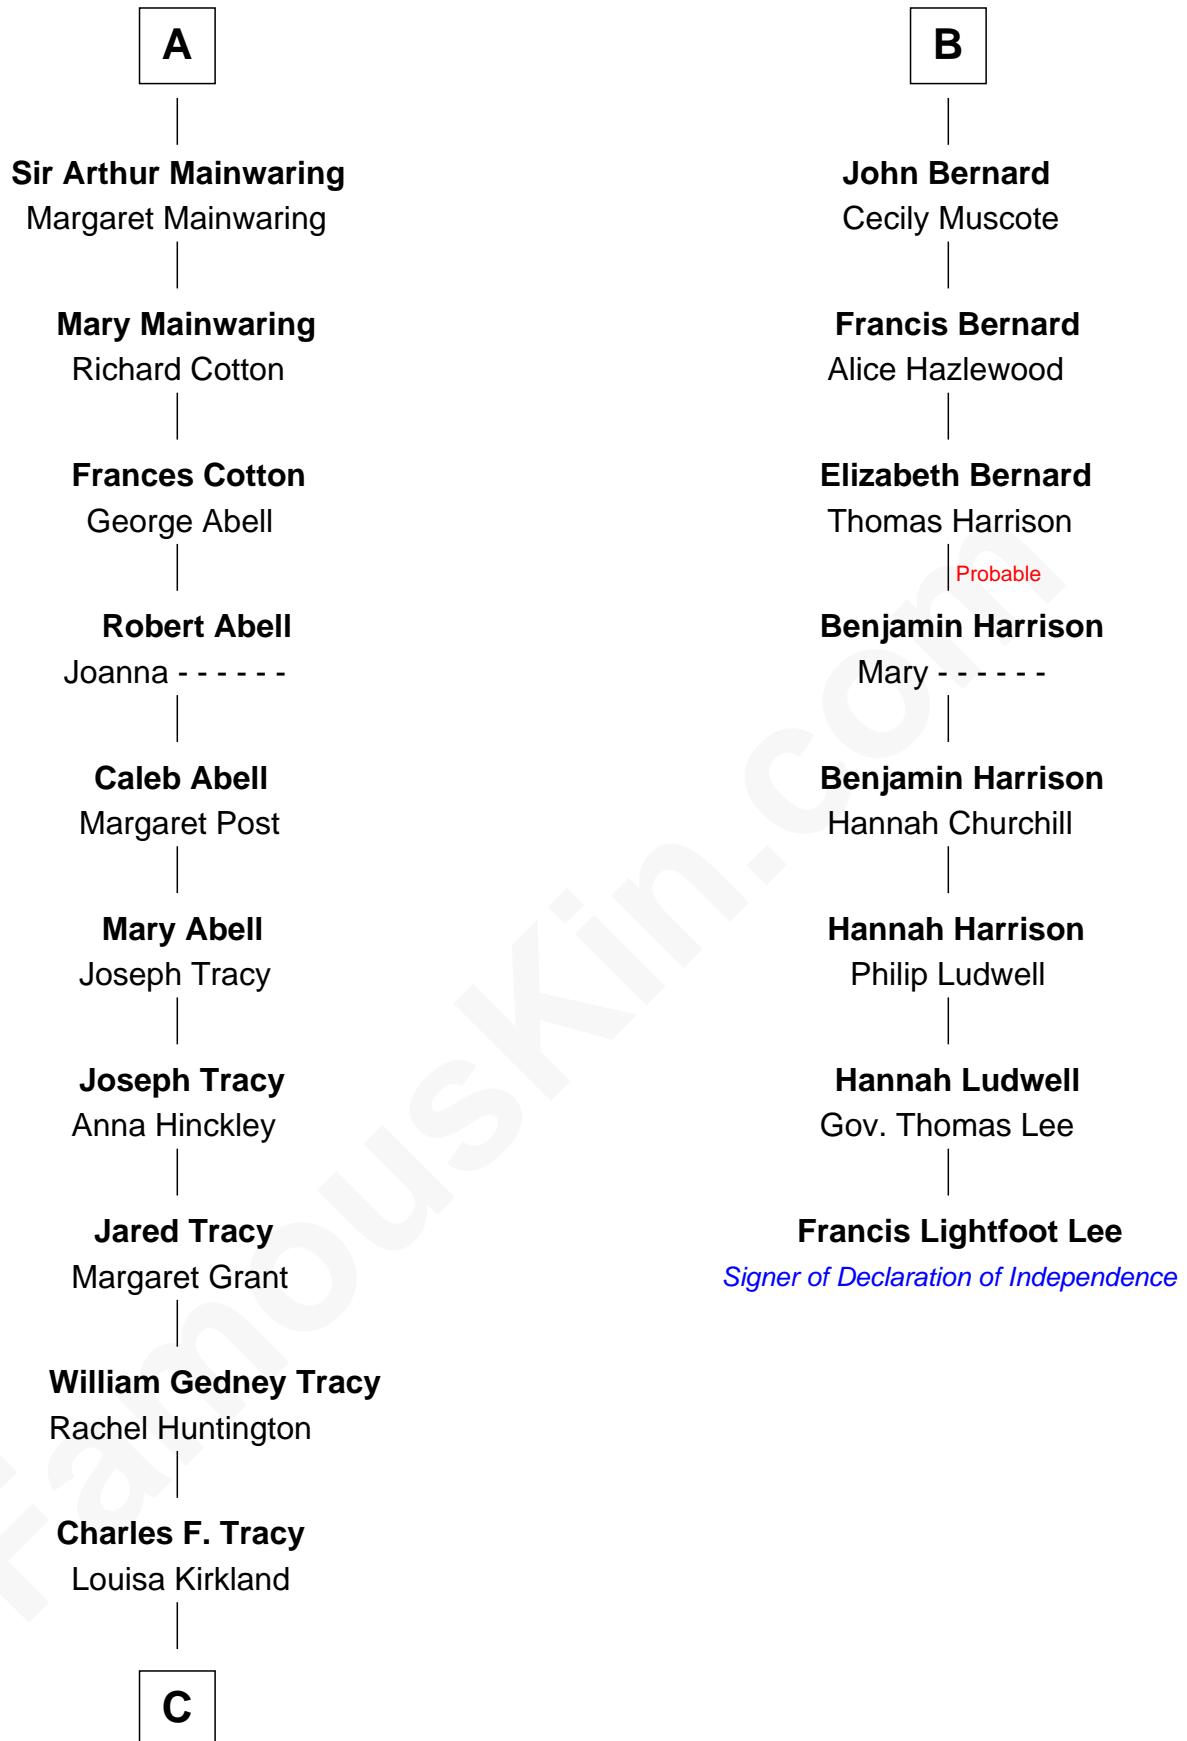 A
Sir Arthur Mainwaring
Margaret Mainwaring
Mary Mainwaring
Richard Cotton
Frances Cotton
George Abell
Robert Abell
Joanna - - - - - -
Caleb Abell
Margaret Post
Mary Abell
Joseph Tracy
Joseph Tracy
Anna Hinckley
Jared Tracy
Margaret Grant
William Gedney Tracy
Rachel Huntington
Charles F. Tracy
Louisa Kirkland
C
B
John Bernard
Cecily Muscote
Francis Bernard
Alice Hazlewood
Elizabeth Bernard
Thomas Harrison
Probable
Benjamin Harrison
Mary - - - - - -
Benjamin Harrison
Hannah Churchill
Hannah Harrison
Philip Ludwell
Hannah Ludwell
Gov. Thomas Lee
Francis Lightfoot Lee
Signer of Declaration of Independence
FamousKin.com